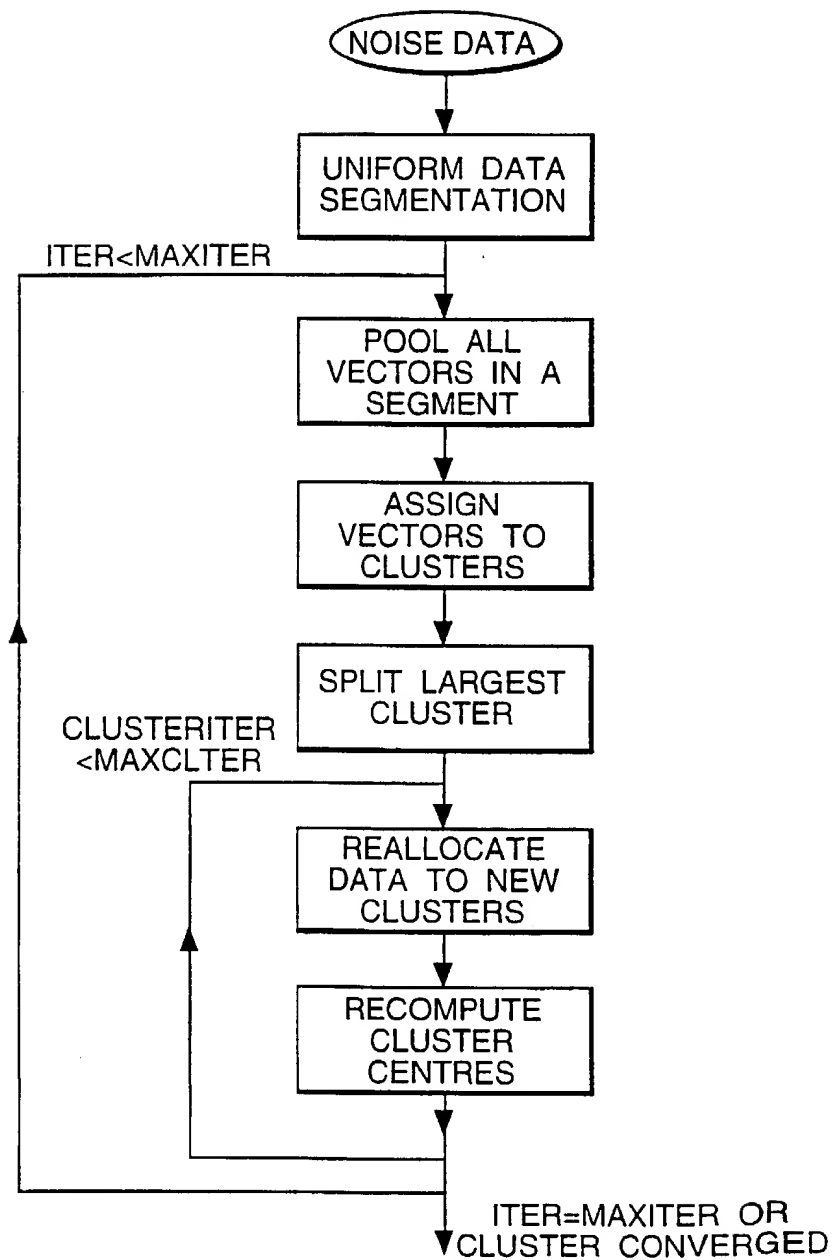 NOISE DATA
UNIFORM DATA
SEGMENTATION
ITER<MAXITER
POOL ALL
VECTORS IN A
SEGMENT
ASSIGN
VECTORS TO
CLUSTERS
SPLIT LARGEST
CLUSTER
CLUSTERITER
<MAXCLTER
REALLOCATE
DATA TO NEW
CLUSTERS
RECOMPUTE
CLUSTER
CENTRES
ITER=MAXITER OR
CLUSTER CONVERGED